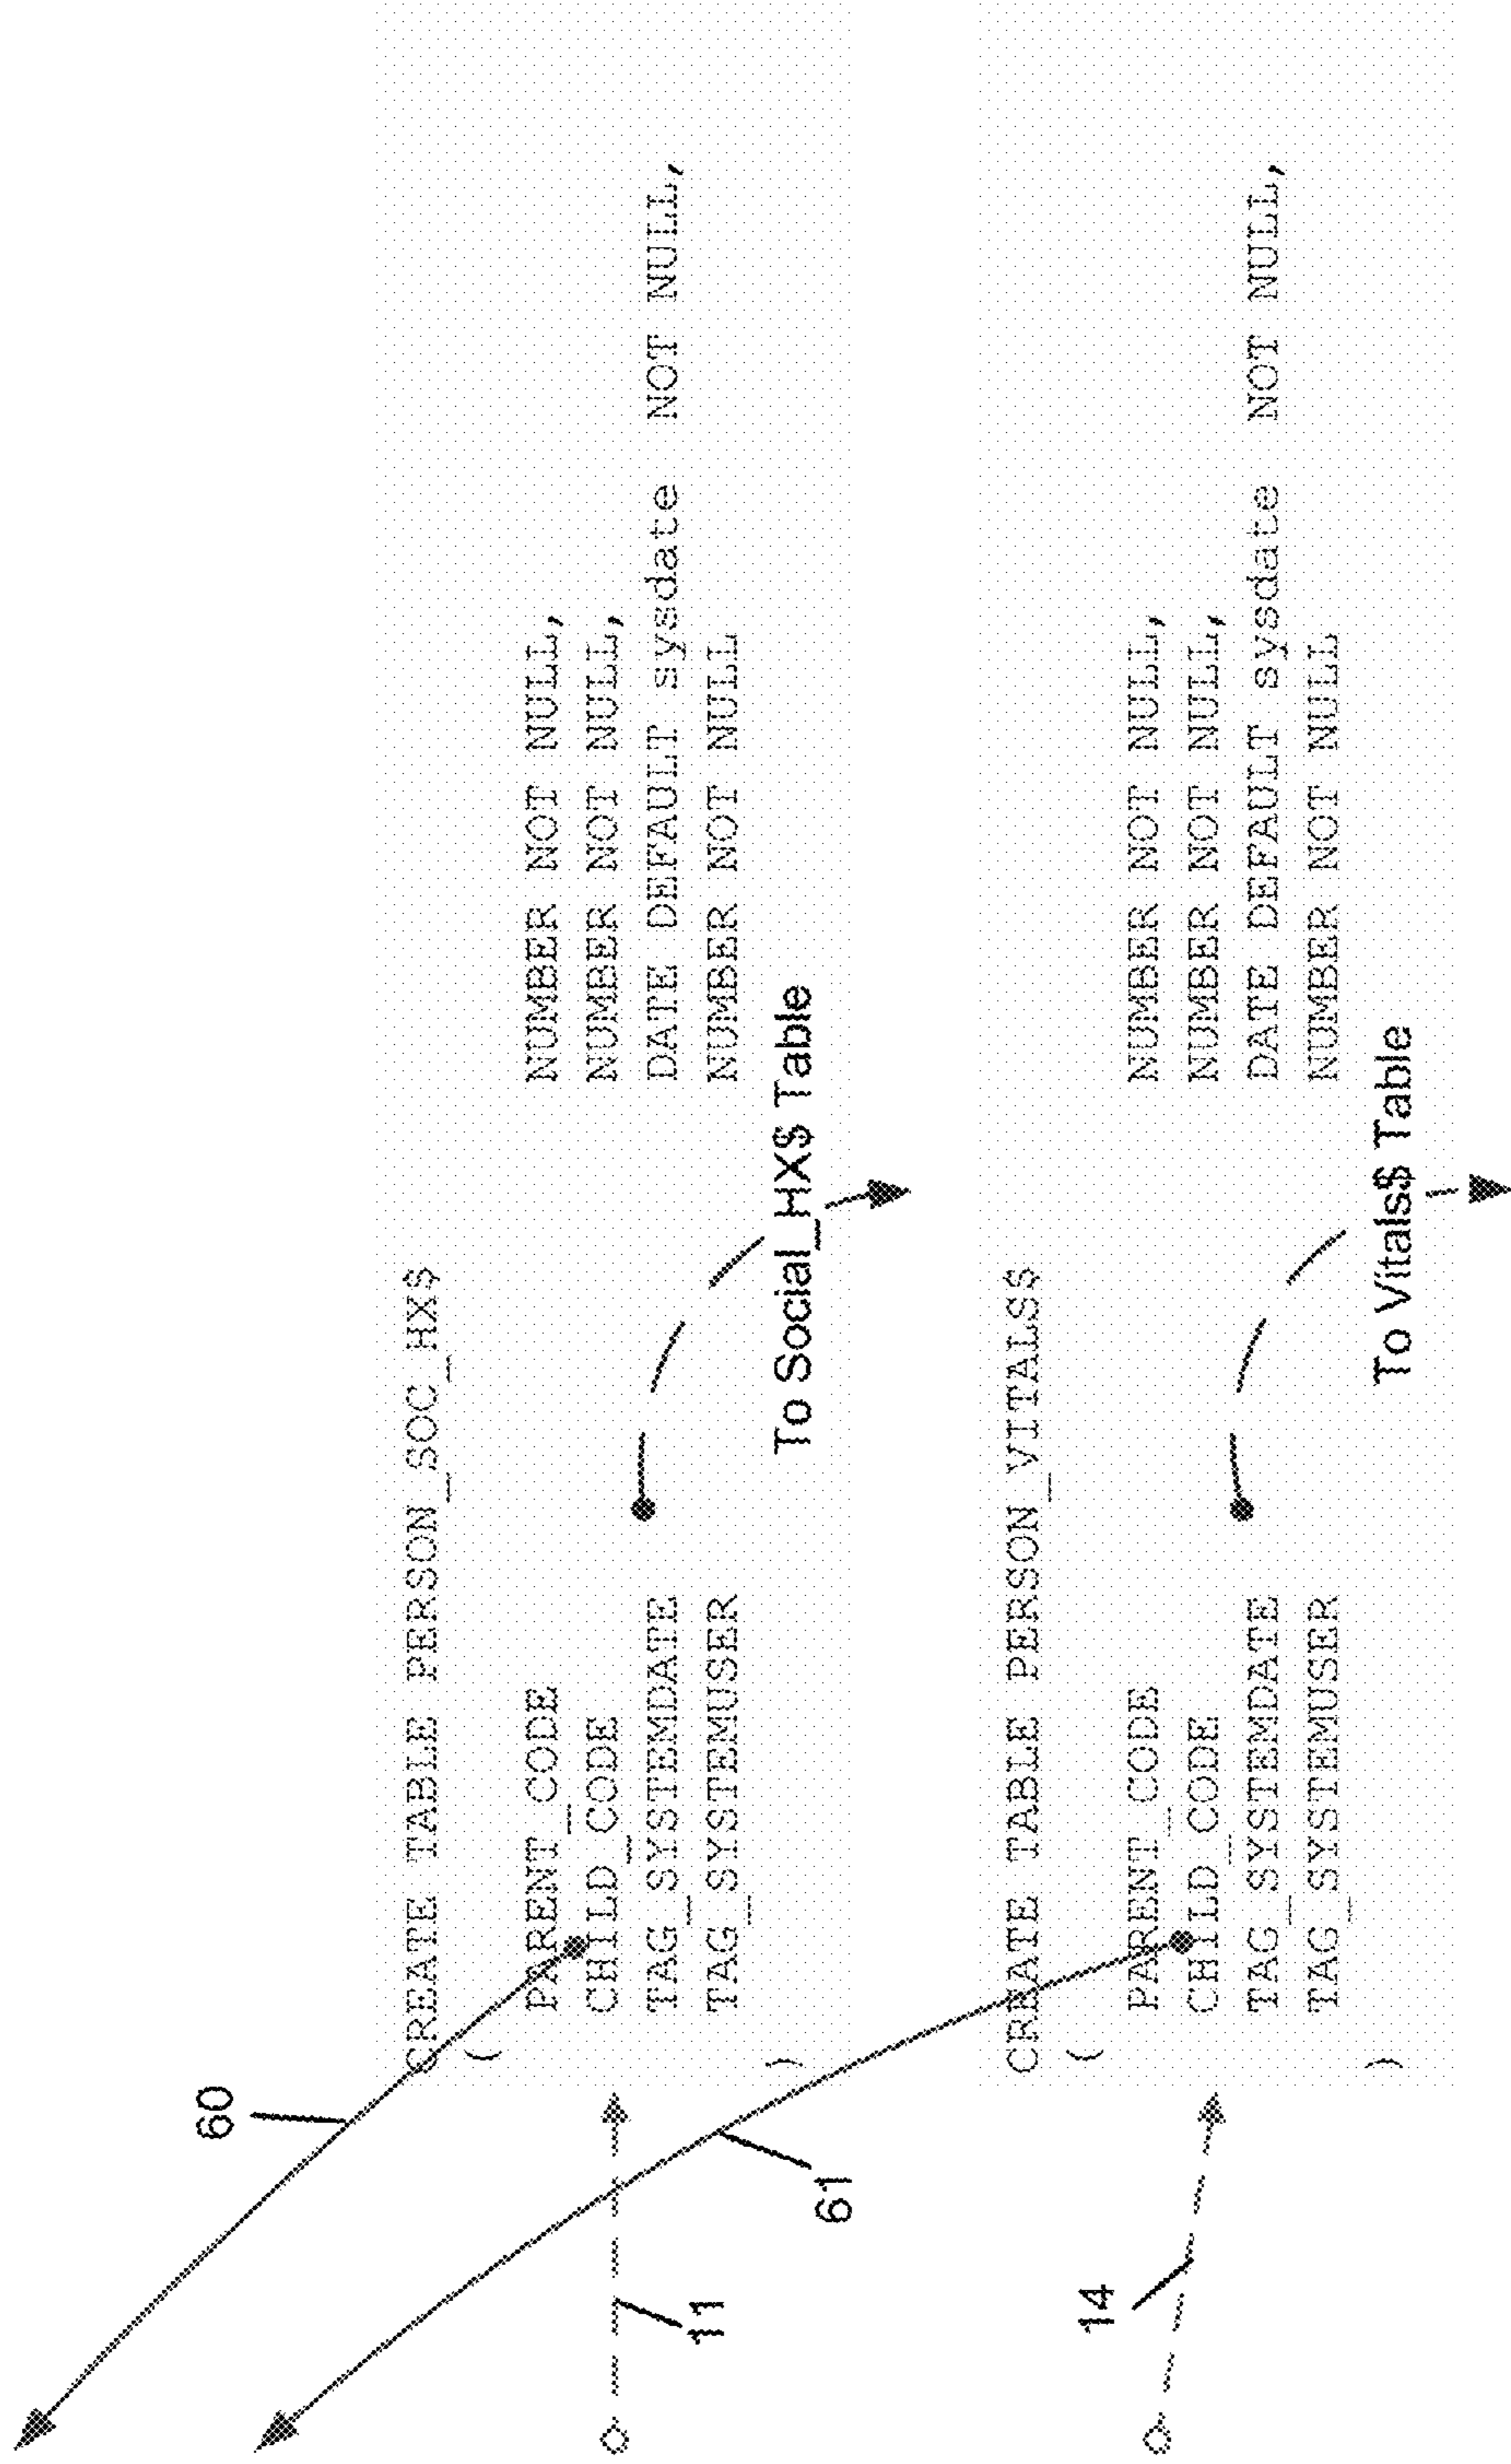 60
CREATE TABLE PERSON_SOC_HX$
(
PARENT_CODE NUMBER NOT NULL,
CHILD_CODE NUMBER NOT NULL,
TAG_SYSTEMDATE DATE DEFAULT sysdate NOT NULL,
TAG_SYSTEMUSER NUMBER NOT NULL
)
11
To Social_HX$ Table
61
CREATE TABLE PERSON_VITALS$
(
PARENT_CODE NUMBER NOT NULL,
CHILD_CODE NUMBER NOT NULL,
TAG_SYSTEMDATE DATE DEFAULT sysdate NOT NULL,
TAG_SYSTEMUSER NUMBER NOT NULL
)
14
To Vitals$ Table